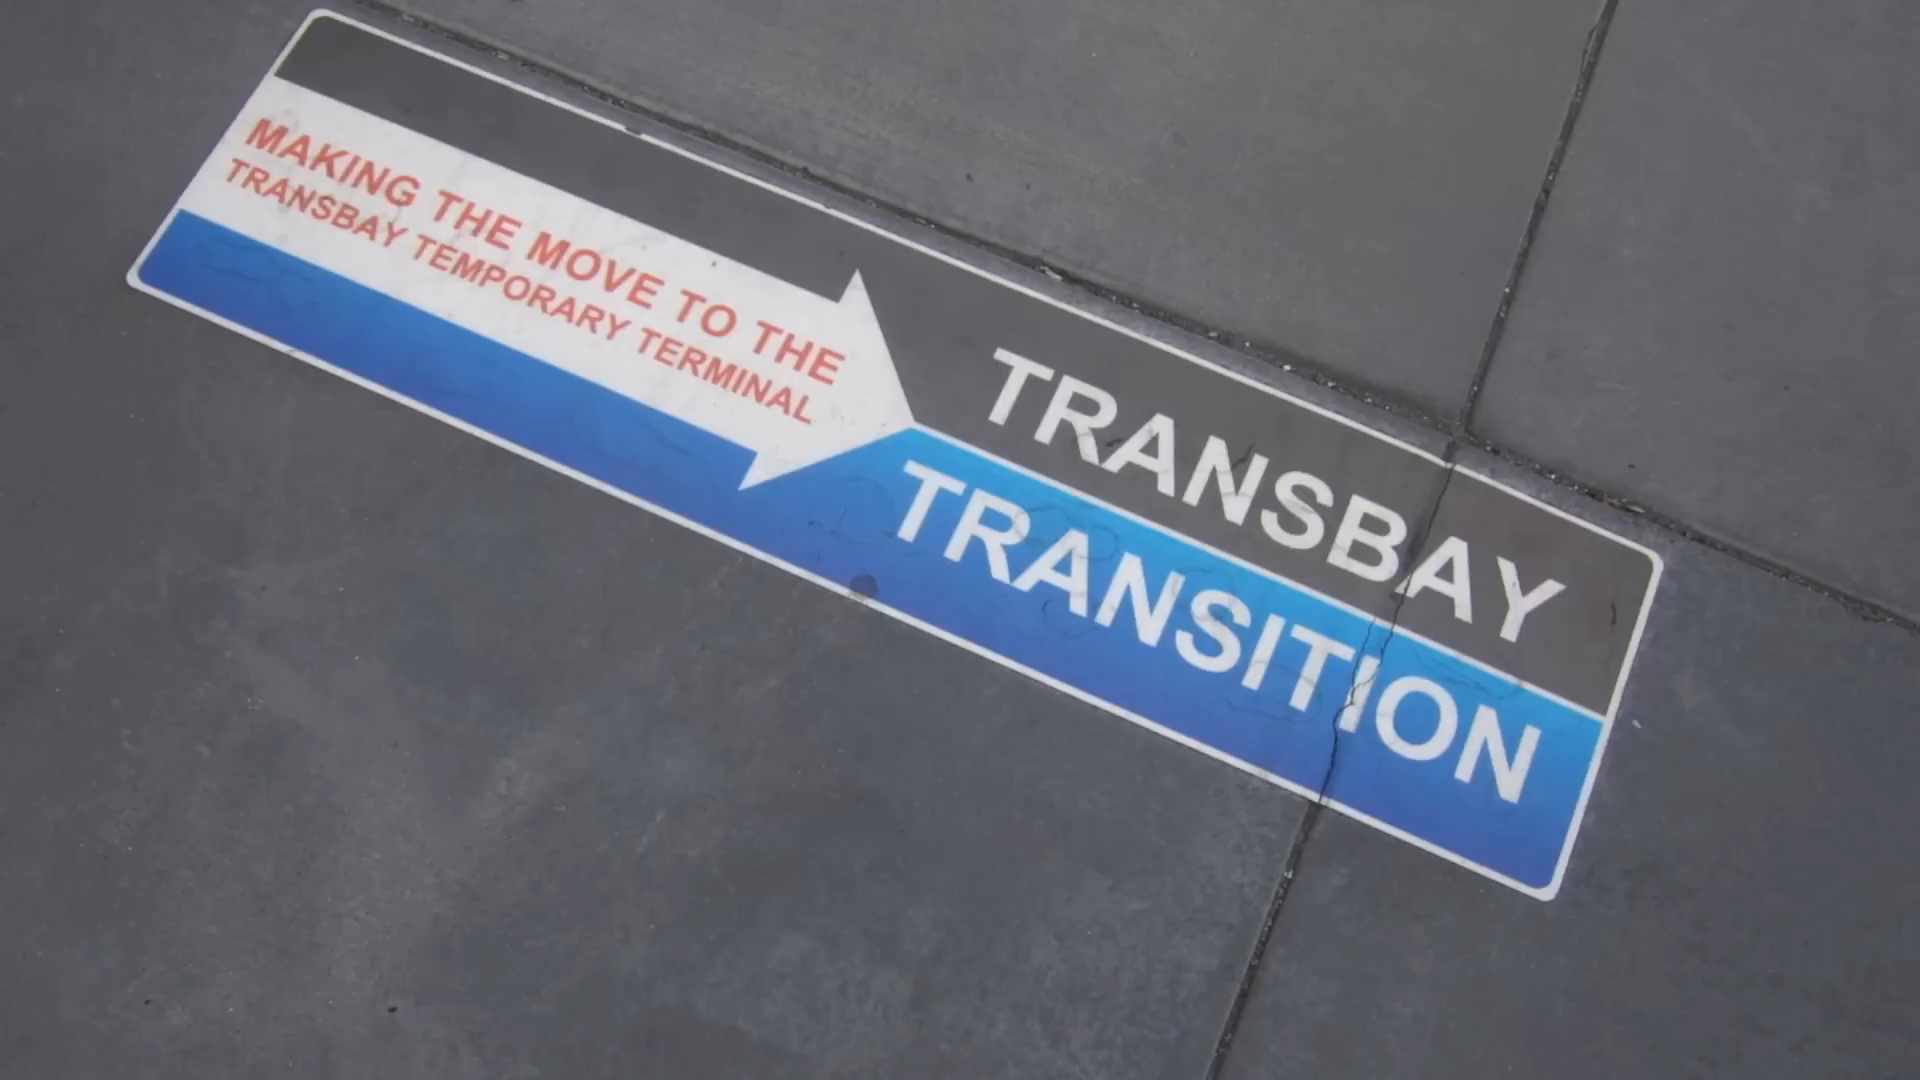 MAKING THE MOVE TO THE
TRANSBAY TEMPORARY TERMINAL
TRANSBAY
TRANSITION